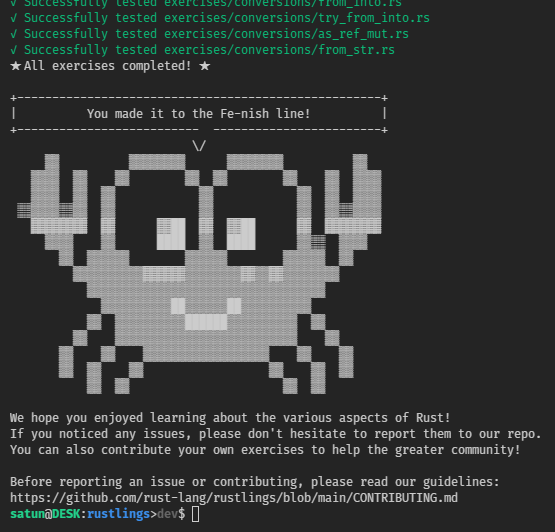 √ Successfully tested exercises/conversions/from_into.rs
√ Successfully tested exercises/conversions/try_from_into.rs
√ Successfully tested exercises/conversions/as_ref_mut.rs
√ Successfully tested exercises/conversions/from_str.rs
★All exercises completed! ★
You made it to the Fe-nish line!
We hope you enjoyed learning about the various aspects of Rust!
If you noticed any issues, please don't hesitate to report them to our repo.
You can also contribute your own exercises to help the greater community!
Before reporting an issue or contributing, please read our guidelines:
https://github.com/rust-lang/rustlings/blob/main/CONTRIBUTING.md
satun@DESK:rustlings>dev$